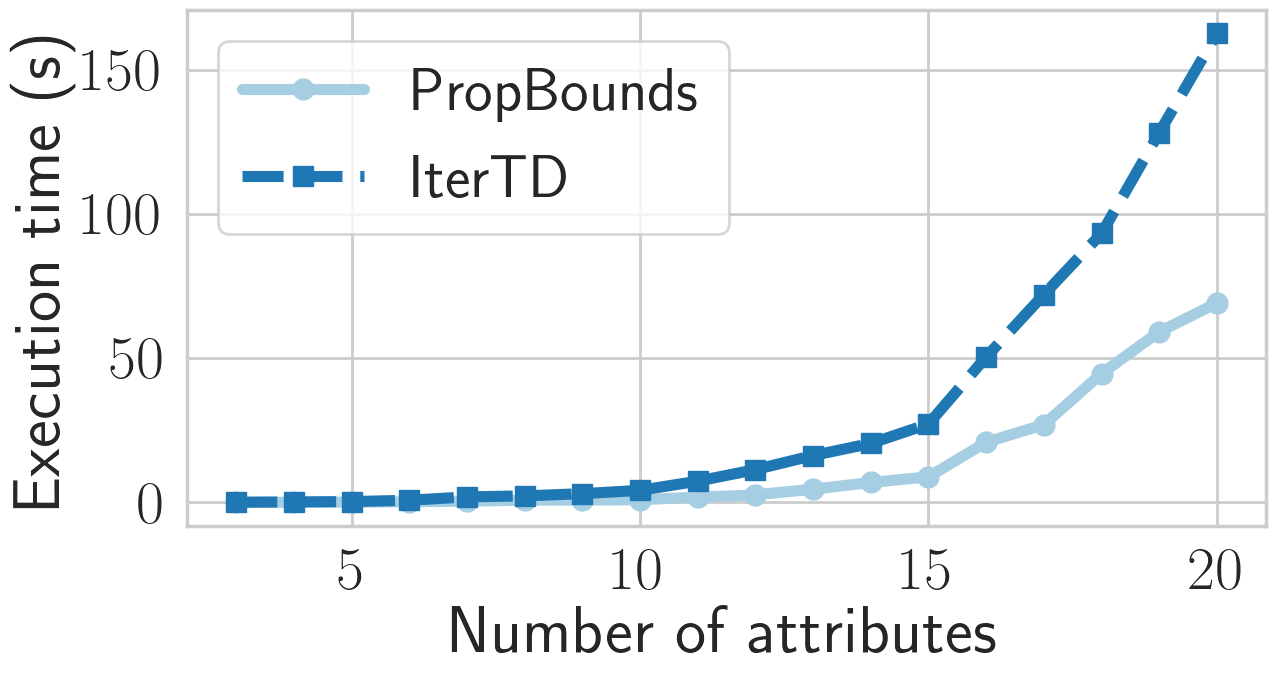 Execution time (s)
150
100
50
0
PropBounds
IterTD
5 10 15 20
Number of attributes